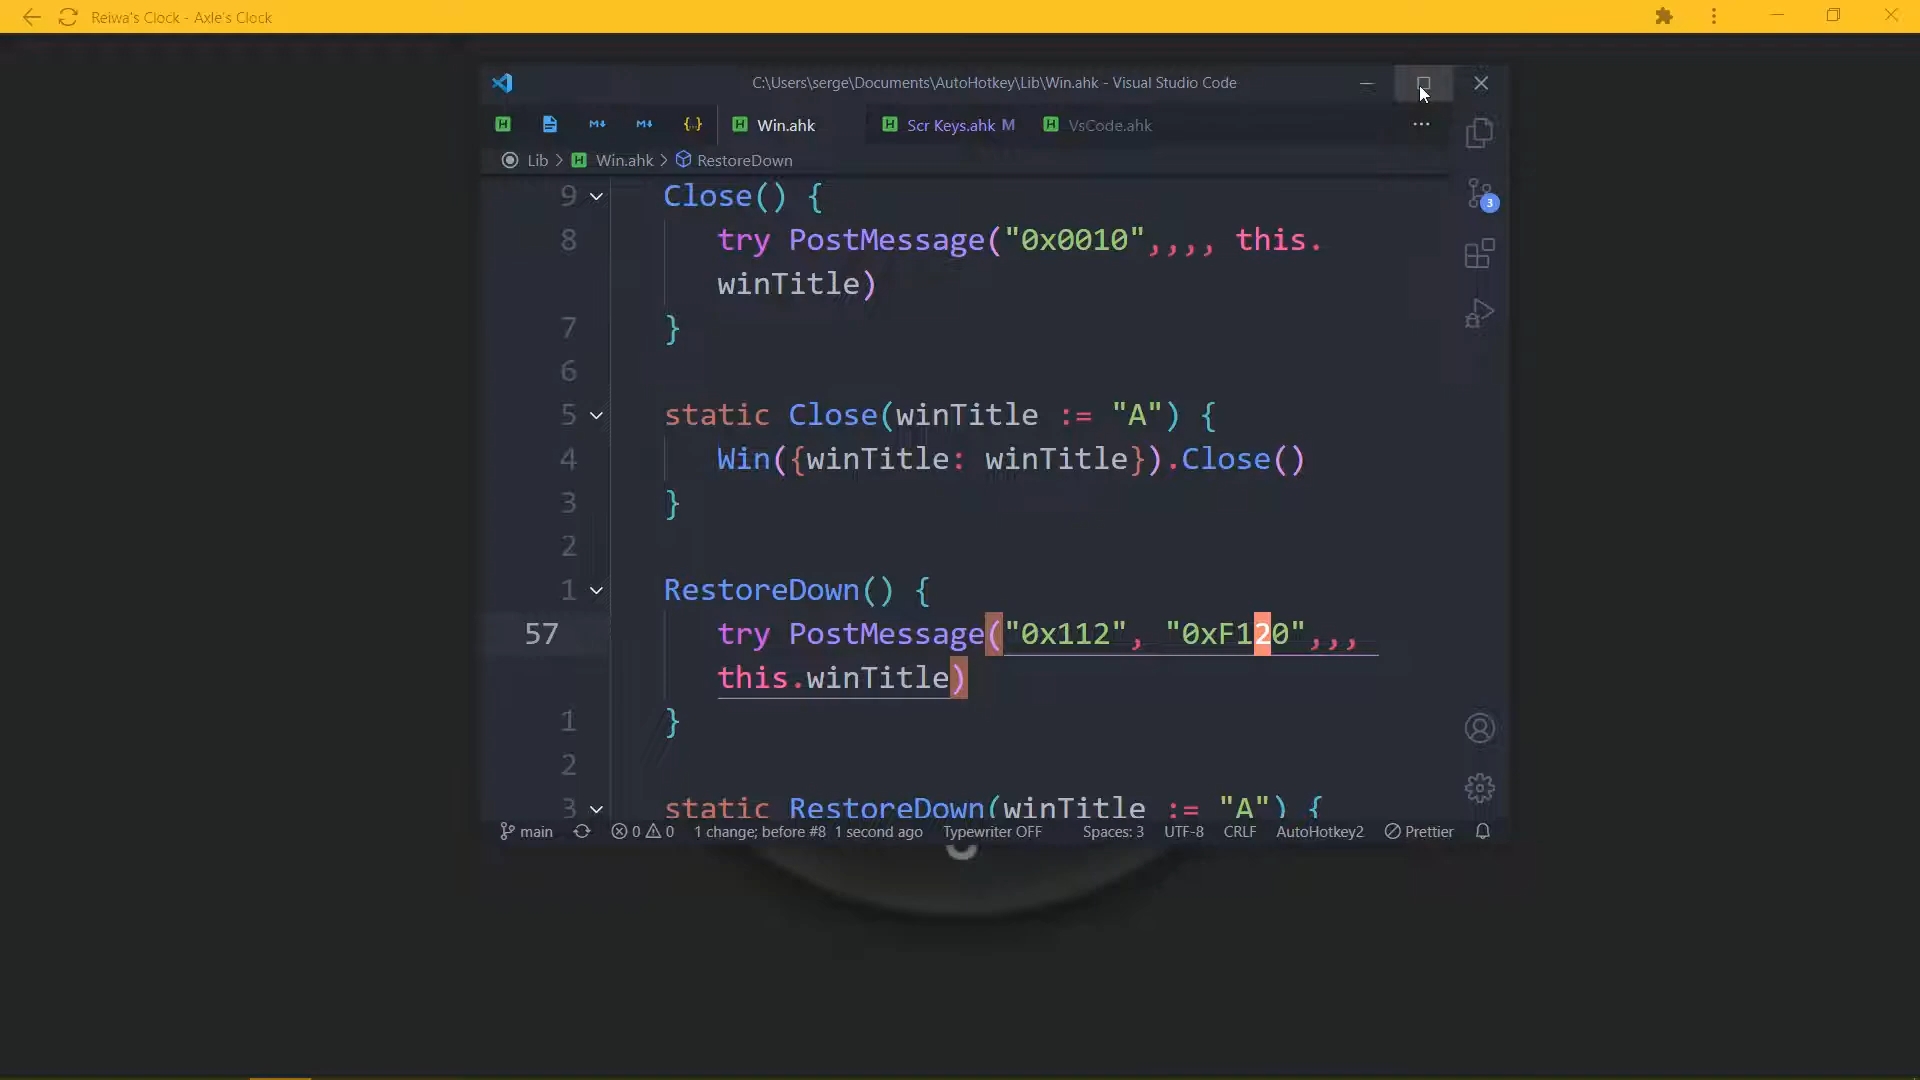 Reiwa's Clock - Axle's Clock
C:\Users\serge\Documents\AutoHotkey\Lib\Win.ahk - Visual Studio Code
Win.ahk Scr Keys.ahk M VsCode.ahk
Lib > Win.ahk > RestoreDown
9 Close() {
8 try PostMessage("0x0010",,,, this.
winTitle)
7 }
6
5 static Close(winTitle := "A") {
4 Win({winTitle: winTitle}).Close()
3 }
2
1 RestoreDown() {
57 try PostMessage("0x112", "0xF120",,,
this.winTitle)
1 }
2
3 static RestoreDown(winTitle := "A") {
3
main 0 0 1 change; before #8 1 second ago Typewriter OFF Spaces: 3 UTF-8 CRLF AutoHotkey2 Prettier